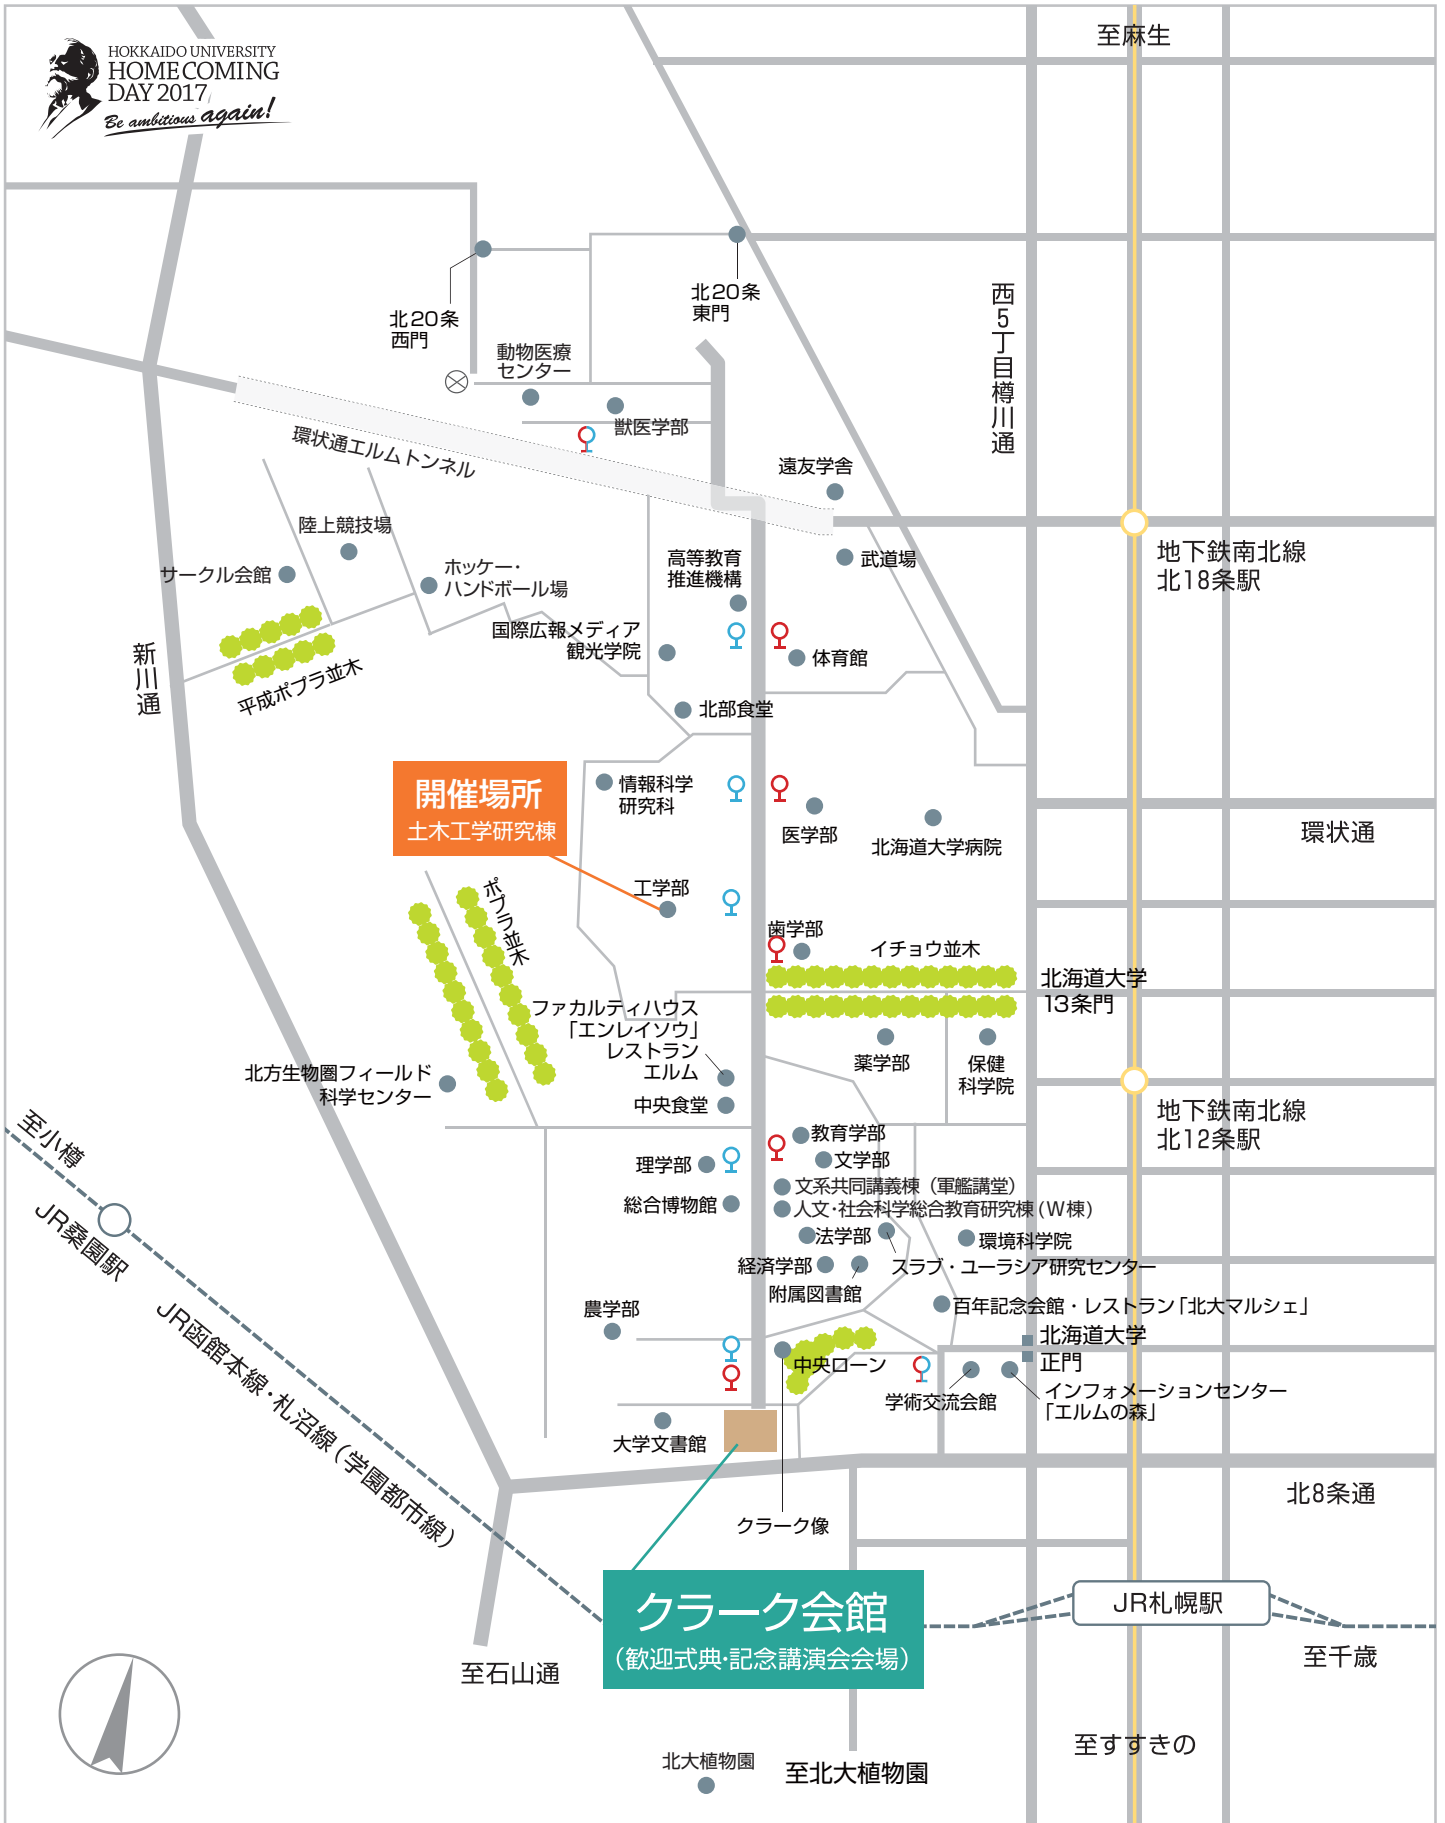 HOKKAIDO UNIVERSITY
HOMECOMING
DAY 2017
Be ambitious again!
至麻生
北20条
西門
北20条
東門
西5丁目樽川通
動物医療
センター
獣医学部
環状通エルムトンネル
遠友学舎
陸上競技場
サークル会館
ホッケー・
ハンドボール場
高等教育
推進機構
武道場
地下鉄南北線
北18条駅
国際広報メディア
観光学院
体育館
新川通
平成ポプラ並木
北部食堂
開催場所
土木工学研究棟
情報科学
研究科
医学部
北海道大学病院
環状通
工学部
ポプラ並木
歯学部
イチョウ並木
北海道大学
13条門
ファカルティハウス
「エンレイソウ」
レストラン
エルム
薬学部
保健
科学院
北方生物圏フィールド
科学センター
中央食堂
地下鉄南北線
北12条駅
至小樽
教育学部
文学部
理学部
文系共同講義棟（軍艦講堂）
総合博物館
人文・社会科学総合教育研究棟(W棟)
法学部
環境科学院
JR桑園駅
経済学部
スラブ・ユーラシア研究センター
附属図書館
農学部
百年記念会館・レストラン「北大マルシェ」
JR函館本線・札沼線（学園都市線）
北海道大学
正門
中央ローン
学術交流会館
インフォメーションセンター
「エルムの森」
大学文書館
北8条通
クラーク像
クラーク会館
（歓迎式典・記念講演会会場）
JR札幌駅
至石山通
至千歳
至すすきの
北大植物園
至北大植物園